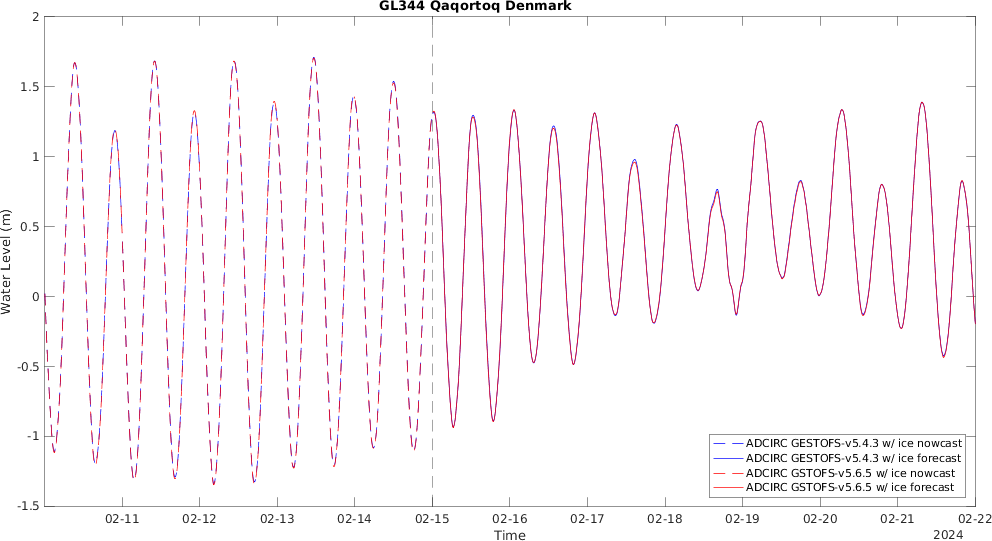 GL344 Qaqortoq Denmark
2
1.5
1
0.5
0
-0.5
-1
-1.5
Water Level (m)
ADCIRC GESTOFS-v5.4.3 w/ ice nowcast
ADCIRC GESTOFS-v5.4.3 w/ ice forecast
ADCIRC GSTOFS-v5.6.5 w/ ice nowcast
ADCIRC GSTOFS-v5.6.5 w/ ice forecast
02-11 02-12 02-13 02-14 02-15 02-16 02-17 02-18 02-19 02-20 02-21 02-22
Time
2024